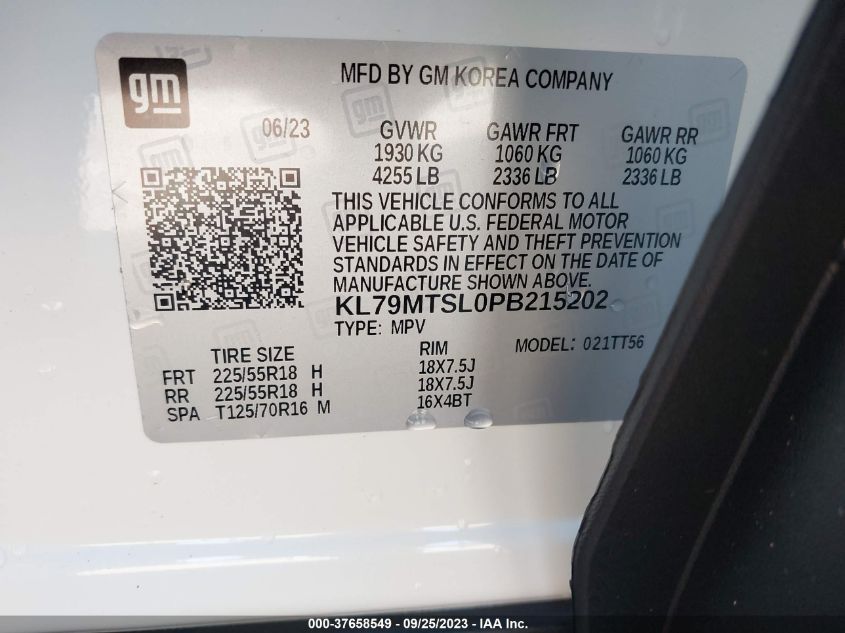 gm
MFD BY GM KOREA COMPANY
06/23 GVWR GAWR FRT GAWR RR
1930 KG 1060 KG 1060 KG
4255 LB 2336 LB 2336 LB
THIS VEHICLE CONFORMS TO ALL
APPLICABLE U.S. FEDERAL MOTOR
VEHICLE SAFETY AND THEFT PREVENTION
STANDARDS IN EFFECT ON THE DATE OF
MANUFACTURE SHOWN ABOVE.
KL79MTSL0PB215202
TYPE: MPV MODEL: 021TT56
TIRE SIZE RIM
FRT 225/55R18 H 18X7.5J
RR 225/55R18 H 18X7.5J
SPA T125/70R16 M 16X4BT
000-37658549 - 09/25/2023 - IAA Inc.